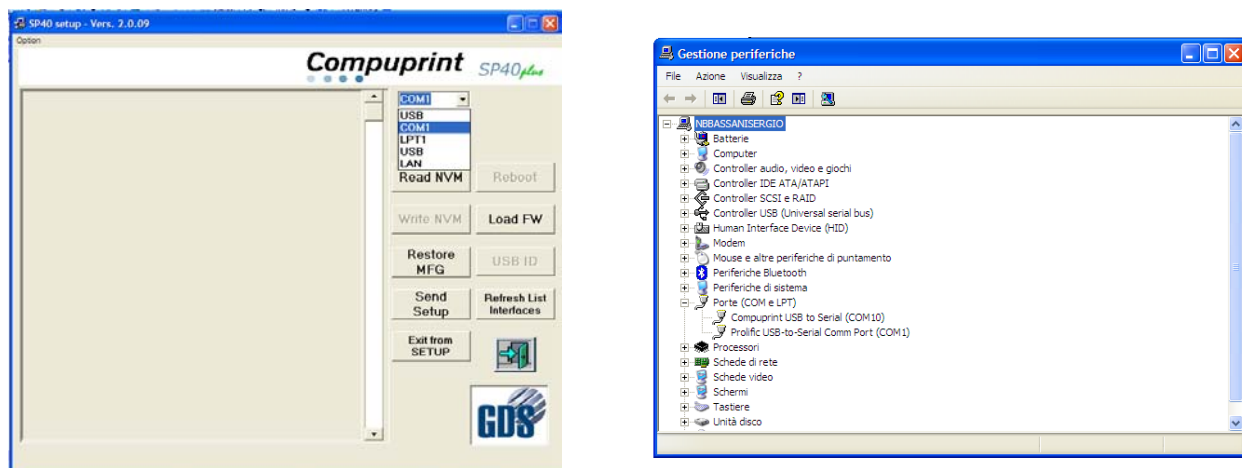 SP40 setup - Vers. 2.0.09
Option
Compuprint SP40plus
COM1
USB
COM1
LPT1
USB
LAN
Read NVM
Reboot
Write NVM
Load FW
Restore
MFG
USB ID
Send
Setup
Refresh List
Interfaces
Exit from
SETUP
GDS
Gestione periferiche
File Azione Visualizza ?
NBBASSANISERGIO
Batterie
Computer
Controller audio, video e giochi
Controller IDE ATA/ATAPI
Controller SCSI e RAID
Controller USB (Universal serial bus)
Human Interface Device (HID)
Modem
Mouse e altre periferiche di puntamento
Periferiche Bluetooth
Periferiche di sistema
Porte (COM e LPT)
Compuprint USB to Serial (COM10)
Prolific USB-to-Serial Comm Port (COM1)
Processori
Schede di rete
Schede video
Schermi
Tastiere
Unità disco